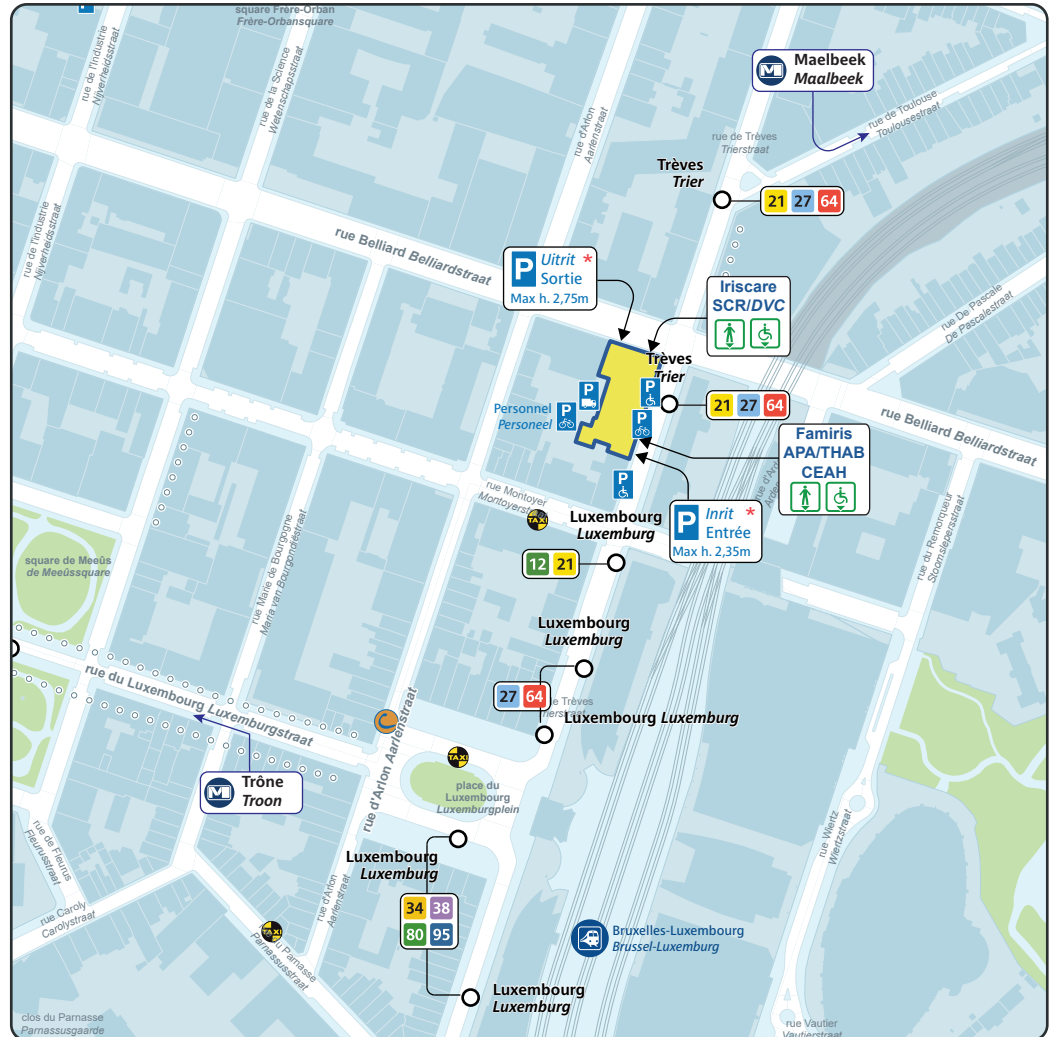 square Frère-Orban
Frère-Orbansquare
rue de l'Industrie
Nijverheidsstraat
rue de la Science
Wetenschapsstraat
rue d'Arlon
Aarlenstraat
Maelbeek
Maalbeek
rue de Toulouse
Toulousestraat
rue de Trèves
Trierstraat
Trèves
Trier
21 27 64
rue de l'Industrie
Nijverheidsstraat
rue Belliard Belliardstraat
P Uitrit *
Sortie
Max h. 2,75m
Iriscare
SCR/DVC
rue De Pascale
De Pascalestraat
Trèves
Trier
P
P
P
P
Personnel
Personeel
21 27 64
rue Belliard Belliardstraat
Famiris
APA/THAB
CEAH
P
rue Montoyer
TAXI
Luxembourg
Luxemburg
P Inrit *
Entrée
Max h. 2,35m
12 21
square de Meeûs
de Meeûssquare
rue Marie de Bourgogne
Maria van Bourgondiëstraat
rue du Remorqueur
Stoomslepersstraat
Luxembourg
Luxemburg
27 64
Trèves
Luxembourg Luxemburg
rue du Luxembourg Luxemburgstraat
rue d'Arlon Aarlenstraat
TAXI
place du
Luxembourg
Luxemburgplein
Trône
Troon
rue de Fleurus
Fleurusstraat
rue Wiertz
Wiertzstraat
Luxembourg
Luxemburg
rue d'Arlon
Aarlenstraat
34 38
80 95
rue Caroly
Carolystraat
TAXI
Parnasse
Parnassusstraat
Bruxelles-Luxembourg
Brussel-Luxemburg
Luxembourg
Luxemburg
clos du Parnasse
Parnassusgaarde
rue Vautier
Vautierstraat